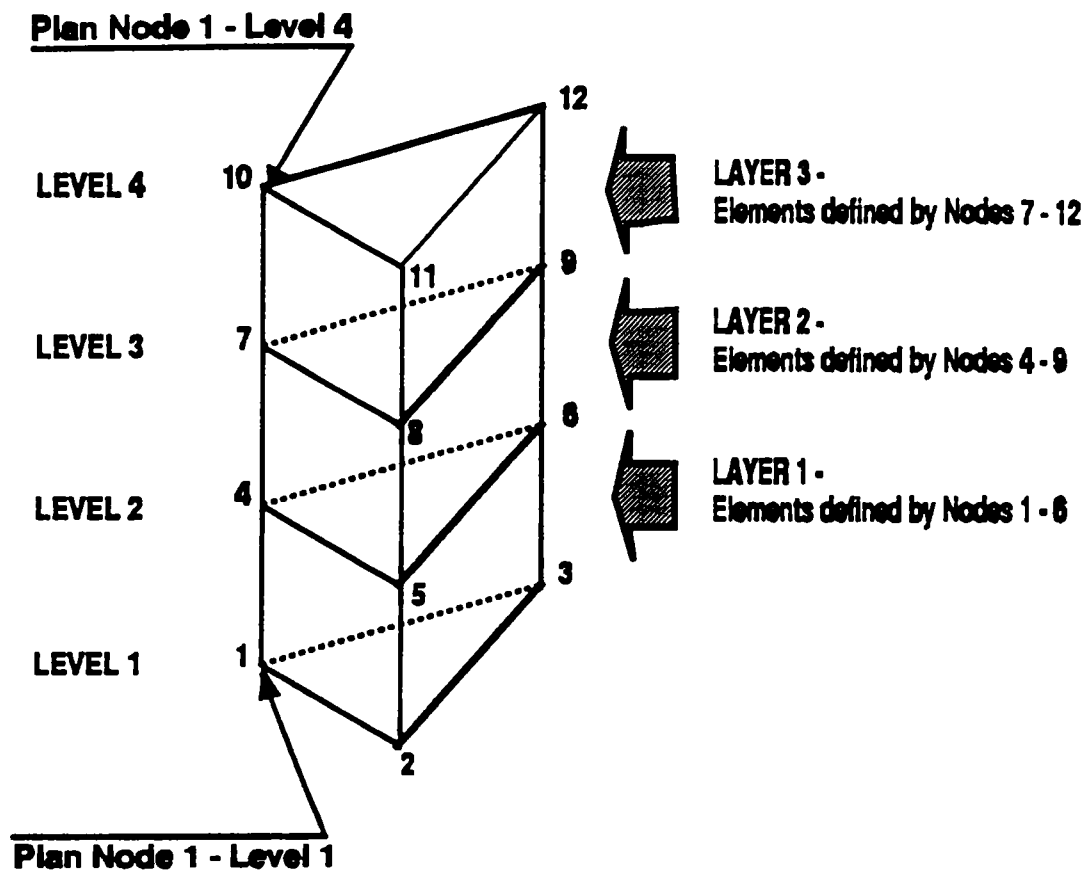 Plan Node 1 - Level 4
12
10
LEVEL 4
LAYER 3 -
Elements defined by Nodes 7 - 12
11
9
LEVEL 3
7
LAYER 2 -
Elements defined by Nodes 4 - 9
8
6
LEVEL 2
4
LAYER 1 -
Elements defined by Nodes 1 - 6
5
3
LEVEL 1
1
2
Plan Node 1 - Level 1